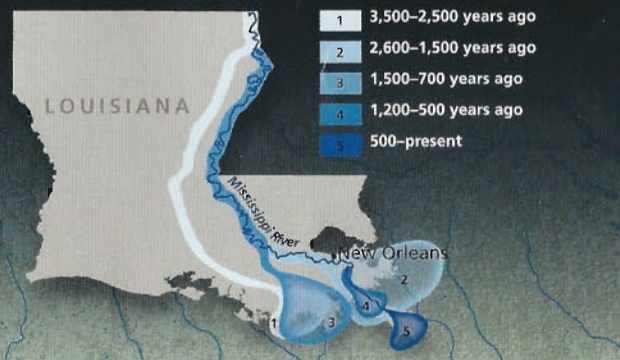 1 3,500–2,500 years ago
2 2,600–1,500 years ago
3 1,500–700 years ago
4 1,200–500 years ago
5 500–present
LOUISIANA
Mississippi River
New Orleans
2
1
3
4
5